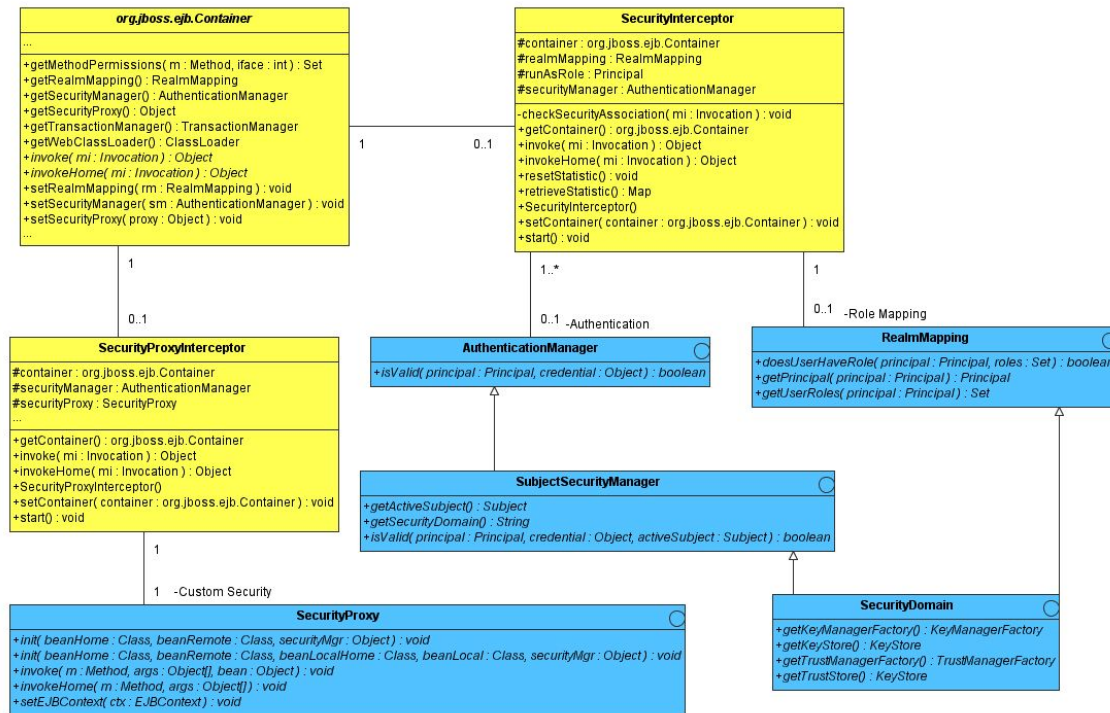 org.jboss.ejb.Container
...
+getMethodPermissions( m : Method, iface : int ) : Set
+getRealmMapping() : RealmMapping
+getSecurityManager() : AuthenticationManager
+getSecurityProxy() : Object
+getTransactionManager() : TransactionManager
+getWebClassLoader() : ClassLoader
+invoke( mi : Invocation ) : Object
+invokeHome( mi : Invocation ) : Object
+setRealmMapping( rm : RealmMapping ) : void
+setSecurityManager( sm : AuthenticationManager ) : void
+setSecurityProxy( proxy : Object ) : void
...
SecurityInterceptor
#container : org.jboss.ejb.Container
#realmMapping : RealmMapping
#runAsRole : Principal
#securityManager : AuthenticationManager
-checkSecurityAssociation( mi : Invocation ) : void
+getContainer() : org.jboss.ejb.Container
+invoke( mi : Invocation ) : Object
+invokeHome( mi : Invocation ) : Object
+resetStatistic() : void
+retrieveStatistic() : Map
+SecurityInterceptor()
+setContainer( container : org.jboss.ejb.Container ) : void
+start() : void
1
0..1
1
0..1
1..*
0..1
-Authentication
1
0..1
-Role Mapping
SecurityProxyInterceptor
#container : org.jboss.ejb.Container
#securityManager : AuthenticationManager
#securityProxy : SecurityProxy
...
+getContainer() : org.jboss.ejb.Container
+invoke( mi : Invocation ) : Object
+invokeHome( mi : Invocation ) : Object
+SecurityProxyInterceptor()
+setContainer( container : org.jboss.ejb.Container ) : void
+start() : void
AuthenticationManager
+isValid( principal : Principal, credential : Object ) : boolean
RealmMapping
+doesUserHaveRole( principal : Principal, roles : Set ) : boolean
+getPrincipal( principal : Principal ) : Principal
+getUserRoles( principal : Principal ) : Set
SubjectSecurityManager
+getActiveSubject() : Subject
+getSecurityDomain() : String
+isValid( principal : Principal, credential : Object, activeSubject : Subject ) : boolean
1
1
-Custom Security
SecurityProxy
+init( beanHome : Class, beanRemote : Class, securityMgr : Object ) : void
+init( beanHome : Class, beanRemote : Class, beanLocalHome : Class, beanLocal : Class, securityMgr : Object ) : void
+invoke( m : Method, args : Object[], bean : Object ) : void
+invokeHome( m : Method, args : Object[] ) : void
+setEJBContext( ctx : EJBContext ) : void
SecurityDomain
+getKeyManagerFactory() : KeyManagerFactory
+getKeyStore() : KeyStore
+getTrustManagerFactory() : TrustManagerFactory
+getTrustStore() : KeyStore